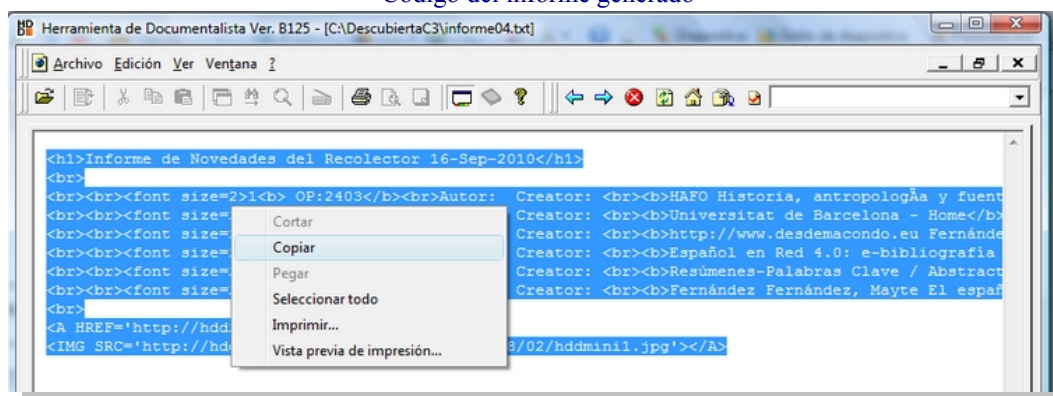 Código del informe generado
Herramienta de Documentalista Ver. B125 - [C:\DescubiertaC3\informe04.txt]
Archivo Edición Ver Ventana ?
<h1>Informe de Novedades del Recolector 16-Sep-2010</h1>
<br>
<br><br><font size=2>1<b> OP:2403</b><br>Autor: Creator: <br><b>HAFO Historia, antropologÃa y fuent
<br><br><font size= Creator: <br><b>Universitat de Barcelona - Home</b>
<br><br><font size= Creator: <br><b>http://www.desdemacondo.eu Fernánde
<br><br><font size= Creator: <br><b>Español en Red 4.0: e-bibliografía
<br><br><font size= Creator: <br><b>Resúmenes-Palabras Clave / Abstract
<br><br><font size= Creator: <br><b>Fernández Fernández, Mayte El españ
<br>
<A HREF='http://hdd
<IMG SRC='http://hd 8/02/hddmini1.jpg'></A>
Cortar
Copiar
Pegar
Seleccionar todo
Imprimir...
Vista previa de impresión...